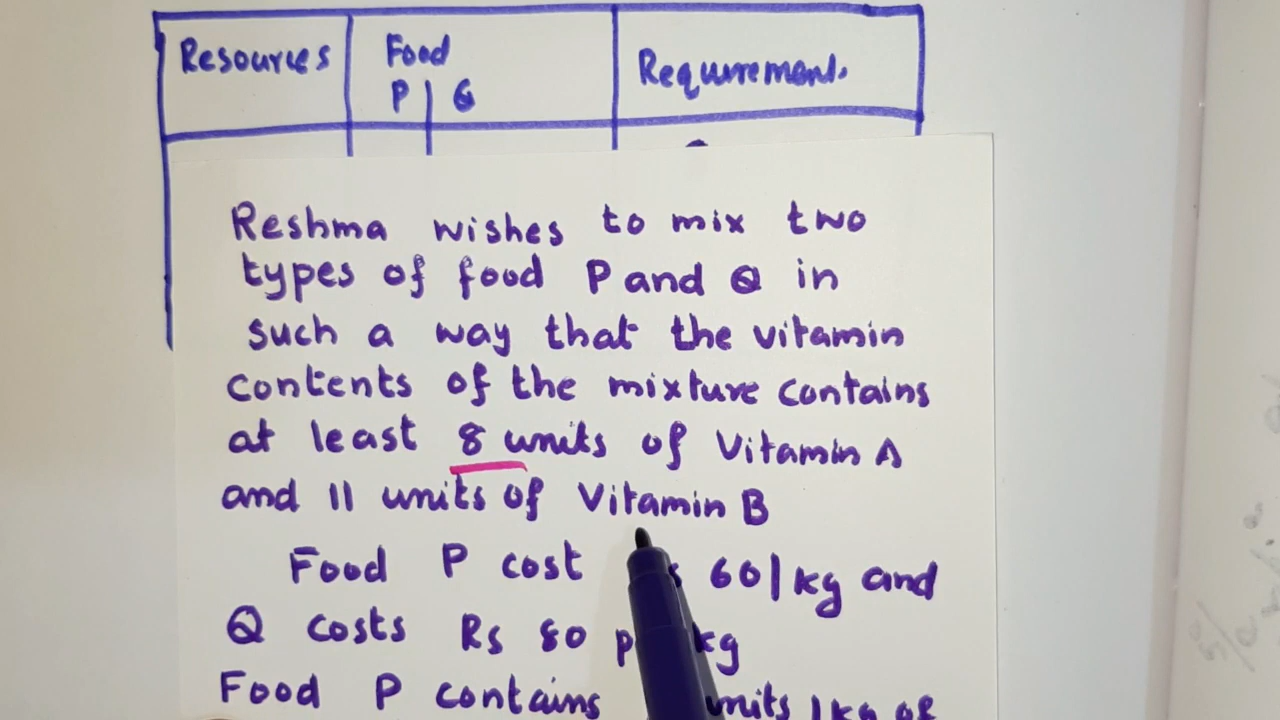 Resources Food Requirement.
P Q
Reshma wishes to mix two
types of food P and Q in
such a way that the vitamin
contents of the mixture contains
at least 8 units of Vitamin A
and 11 units of Vitamin B
Food P cost 60/kg and
Q costs Rs 80 kg
Food P contains 1kg of